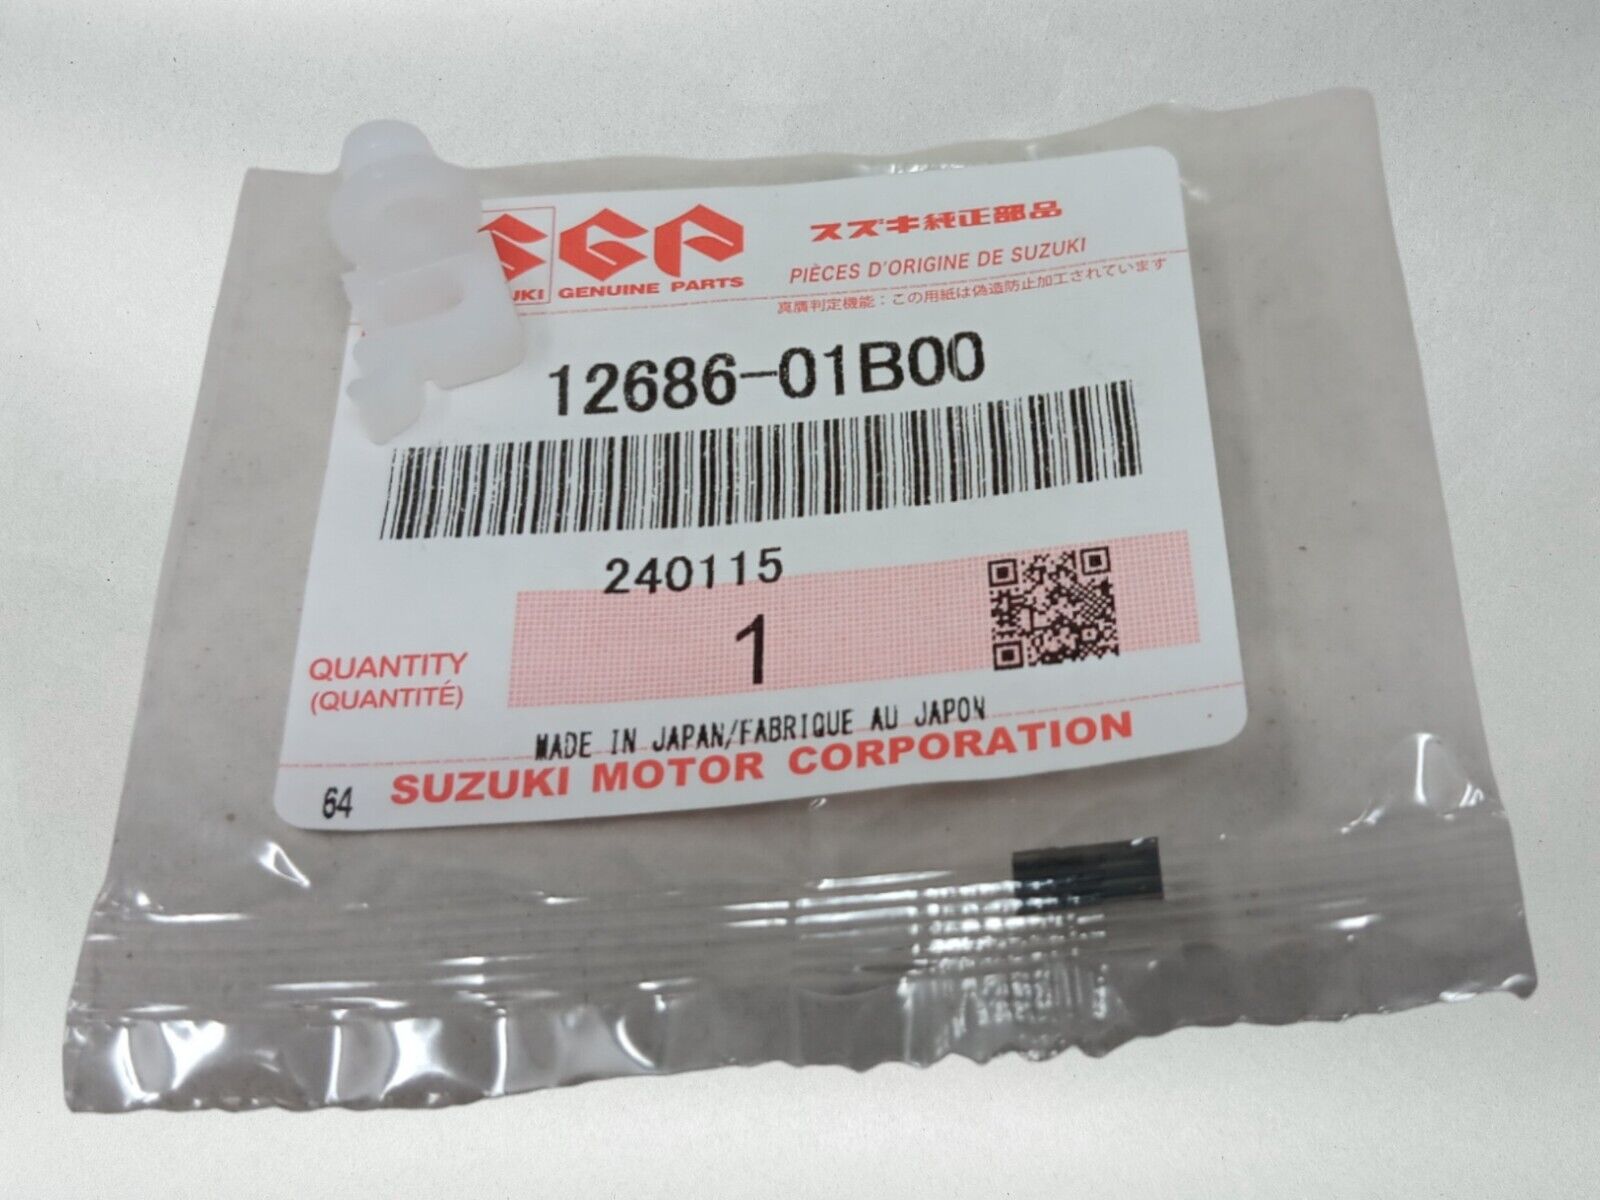 SGP
UKI GENUINE PARTS
スズキ純正部品
PIÈCES D'ORIGINE DE SUZUKI
真贋判定機能：この用紙は偽造防止加工されています
12686-01B00
240115
1
QUANTITY
(QUANTITÉ)
MADE IN JAPAN/FABRIQUE AU JAPON
64 SUZUKI MOTOR CORPORATION